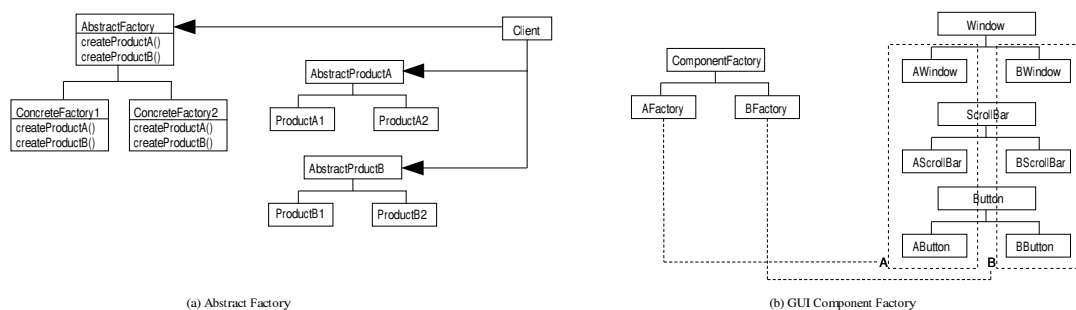 AbstractFactory
createProductA()
createProductB()
Client
AbstractProductA
ConcreteFactory1
createProductA()
createProductB()
ConcreteFactory2
createProductA()
createProductB()
ProductA1
ProductA2
AbstractPrductB
ProductB1
ProductB2
(a) Abstract Factory
Window
ComponentFactory
AWindow
BWindow
AFactory
BFactory
ScrollBar
AScrollBar
BScrollBar
Button
AButton
BButton
A
B
(b) GUI Component Factory